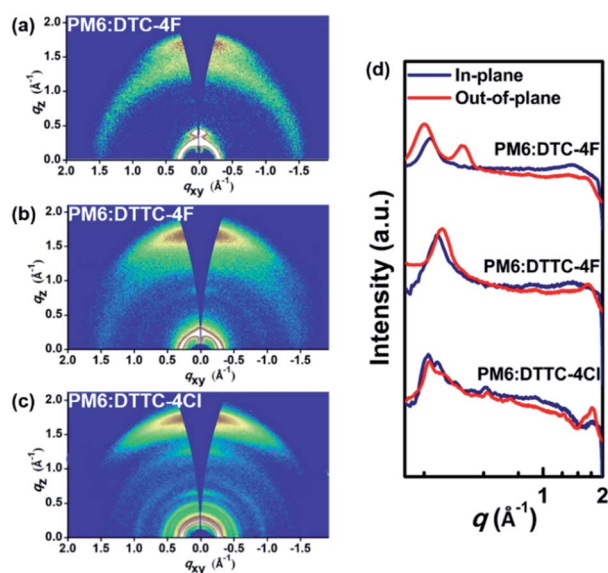 (a)
PM6:DTC-4F
qz (Å⁻¹)
2.0
1.5
1.0
0.5
0.0
2.0 1.5 1.0 0.5 0.0 -0.5 -1.0 -1.5
qxy (Å⁻¹)
(b)
PM6:DTTC-4F
qz (Å⁻¹)
2.0
1.5
1.0
0.5
0.0
2.0 1.5 1.0 0.5 0.0 -0.5 -1.0 -1.5
qxy (Å⁻¹)
(c)
PM6:DTTC-4Cl
qz (Å⁻¹)
2.0
1.5
1.0
0.5
0.0
2.0 1.5 1.0 0.5 0.0 -0.5 -1.0 -1.5
qxy (Å⁻¹)
(d)
In-plane
Out-of-plane
PM6:DTC-4F
PM6:DTTC-4F
PM6:DTTC-4Cl
Intensity (a.u.)
1 2
q (Å⁻¹)